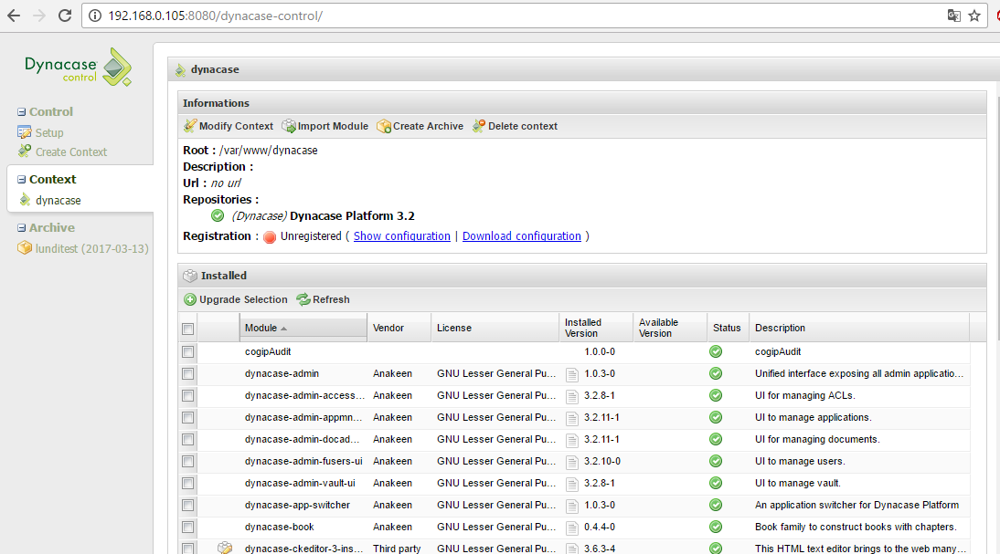 192.168.0.105:8080/dynacase-control/
Dynacase
control
Control
Setup
Create Context
Context
dynacase
Archive
lunditest (2017-03-13)
dynacase
Informations
Modify Context Import Module Create Archive Delete context
Root : /var/www/dynacase
Description :
Url : no url
Repositories :
(Dynacase) Dynacase Platform 3.2
Registration : Unregistered ( Show configuration | Download configuration )
Installed
Upgrade Selection Refresh
Module Vendor License Installed Version Available Version Status Description
cogipAudit 1.0.0-0 cogipAudit
dynacase-admin Anakeen GNU Lesser General Pu... 1.0.3-0 Unified interface exposing all admin applicatio...
dynacase-admin-access... Anakeen GNU Lesser General Pu... 3.2.8-1 UI for managing ACLs.
dynacase-admin-appmn... Anakeen GNU Lesser General Pu... 3.2.11-1 UI to manage applications.
dynacase-admin-docad... Anakeen GNU Lesser General Pu... 3.2.11-1 UI for managing documents.
dynacase-admin-fusers-ui Anakeen GNU Lesser General Pu... 3.2.10-0 UI to manage users.
dynacase-admin-vault-ui Anakeen GNU Lesser General Pu... 3.2.8-1 UI to manage vault.
dynacase-app-switcher Anakeen GNU Lesser General Pu... 1.0.3-0 An application switcher for Dynacase Platform
dynacase-book Anakeen GNU Lesser General Pu... 0.4.4-0 Book family to construct books with chapters.
dynacase-ckeditor-3-ins... Third party GNU Lesser General Pu... 3.6.3-4 This HTML text editor brings to the web many...